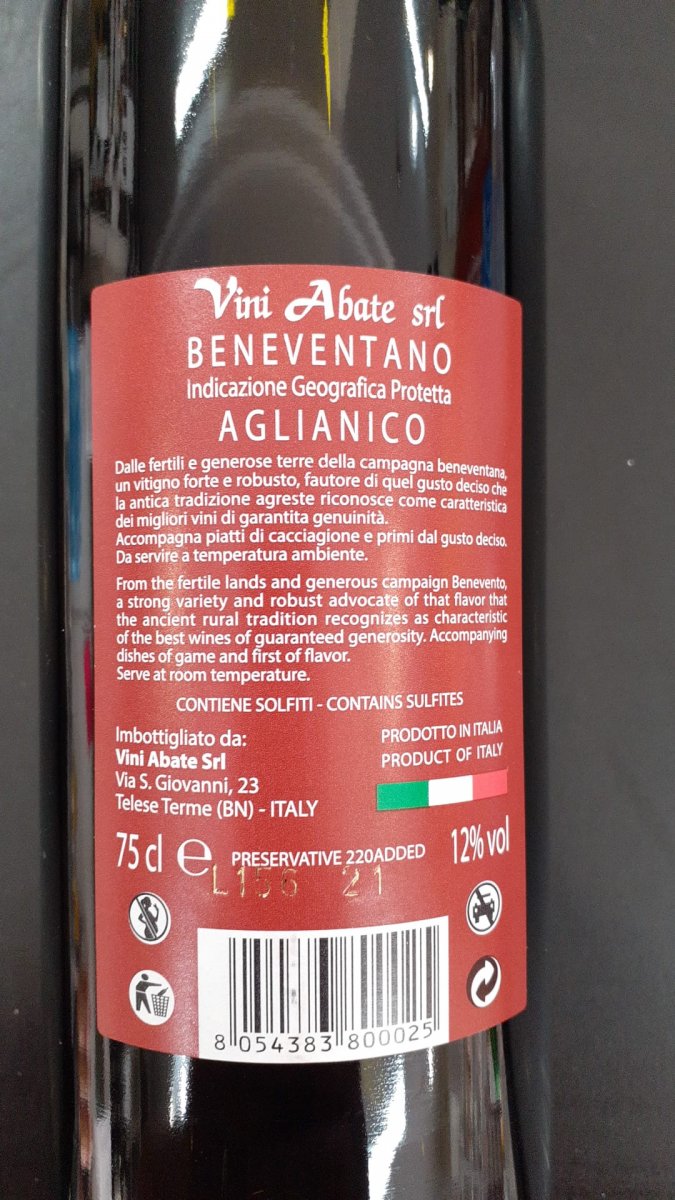 Vini Abate srl
BENEVENTANO
Indicazione Geografica Protetta
AGLIANICO
Dalle fertili e generose terre della campagna beneventana,
un vitigno forte e robusto, fautore di quel gusto deciso che
la antica tradizione agreste riconosce come caratteristica
dei migliori vini di garantita genuinità.
Accompagna piatti di cacciagione e primi dal gusto deciso.
Da servire a temperatura ambiente.
From the fertile lands and generous campaign Benevento,
a strong variety and robust advocate of that flavor that
the ancient rural tradition recognizes as characteristic
of the best wines of guaranteed generosity. Accompanying
dishes of game and first of flavor.
Serve at room temperature.
CONTIENE SOLFITI - CONTAINS SULFITES
Imbottigliato da:
Vini Abate Srl
Via S. Giovanni, 23
Telese Terme (BN) - ITALY
PRODOTTO IN ITALIA
PRODUCT OF ITALY
75 cl e PRESERVATIVE 220ADDED 12% vol
L156 21
8 054383 800025